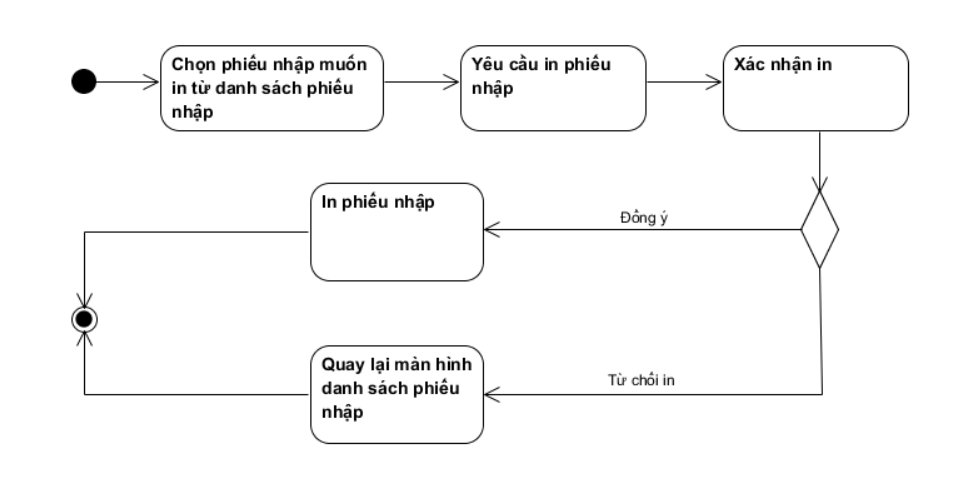 Chọn phiếu nhập muốn
in từ danh sách phiếu
nhập
Yêu cầu in phiếu
nhập
Xác nhận in
In phiếu nhập
Đồng ý
Quay lại màn hình
danh sách phiếu
nhập
Từ chối in